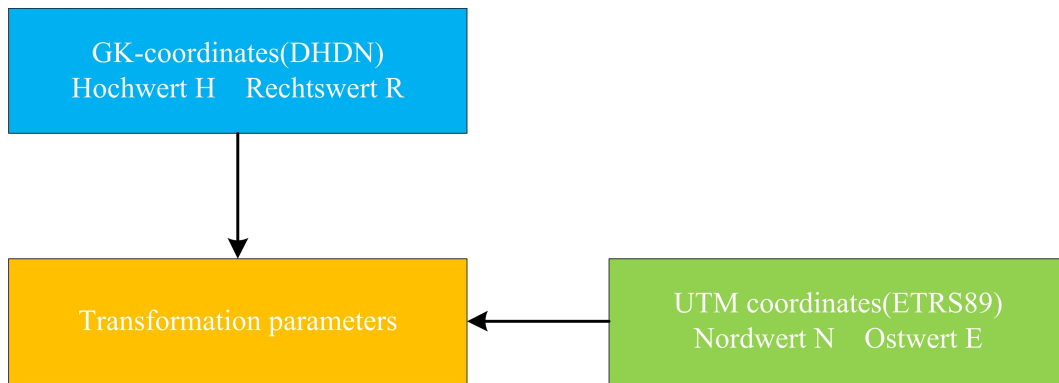 GK-coordinates(DHDN)
Hochwert H Rechtswert R
Transformation parameters
UTM coordinates(ETRS89)
Nordwert N Ostwert E